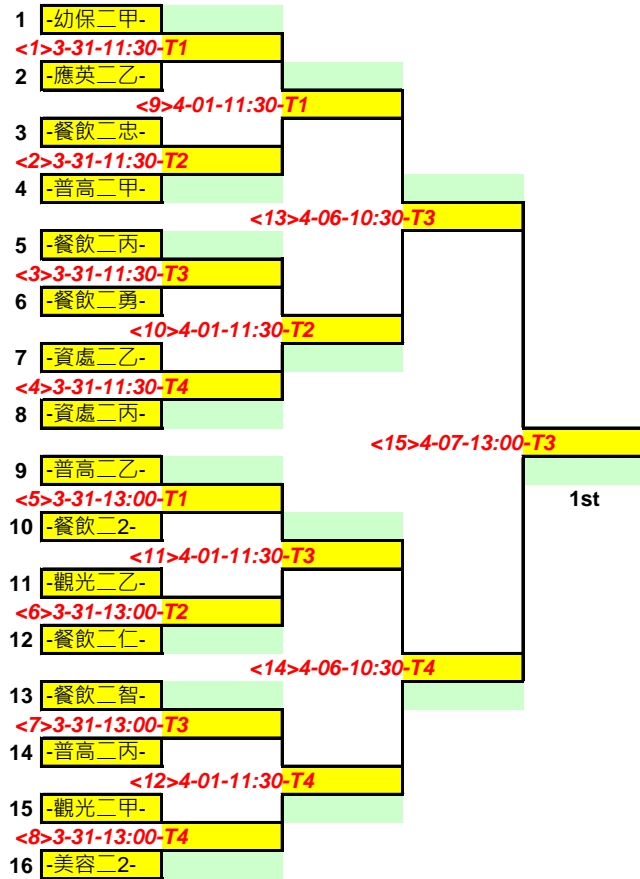 1 -幼保二甲-
<1>3-31-11:30-T1
2 -應英二乙-
<9>4-01-11:30-T1
3 -餐飲二忠-
<2>3-31-11:30-T2
4 -普高二甲-
<13>4-06-10:30-T3
5 -餐飲二丙-
<3>3-31-11:30-T3
6 -餐飲二勇-
<10>4-01-11:30-T2
7 -資處二乙-
<4>3-31-11:30-T4
8 -資處二丙-
<15>4-07-13:00-T3
9 -普高二乙-
<5>3-31-13:00-T1
1st
10 -餐飲二2-
<11>4-01-11:30-T3
11 -觀光二乙-
<6>3-31-13:00-T2
12 -餐飲二仁-
<14>4-06-10:30-T4
13 -餐飲二智-
<7>3-31-13:00-T3
14 -普高二丙-
<12>4-01-11:30-T4
15 -觀光二甲-
<8>3-31-13:00-T4
16 -美容二2-